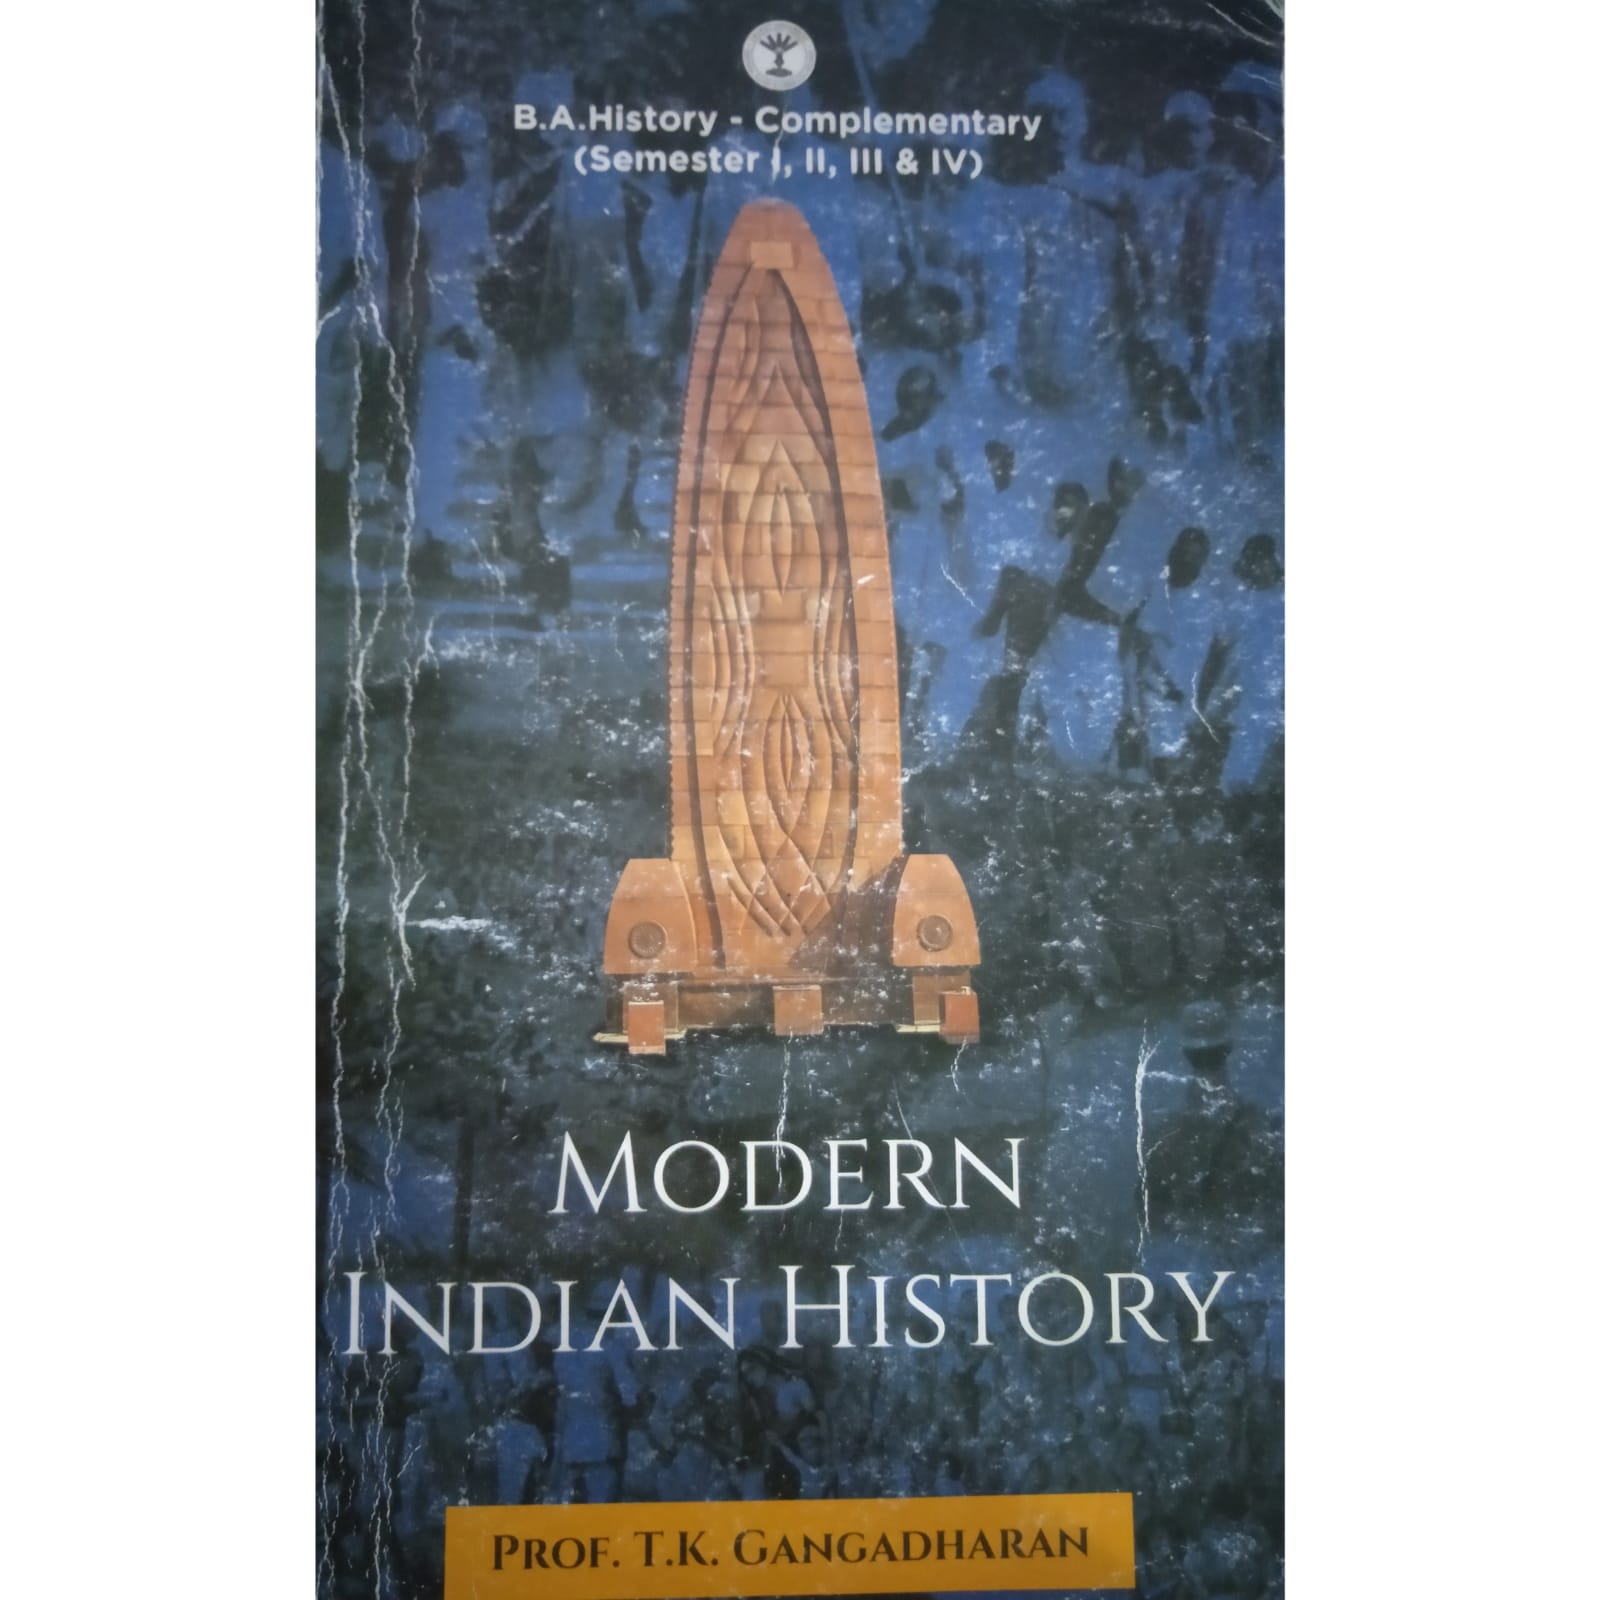 B.A.History - Complementary
(Semester I, II, III & IV)
MODERN
INDIAN HISTORY
PROF. T.K. GANGADHARAN